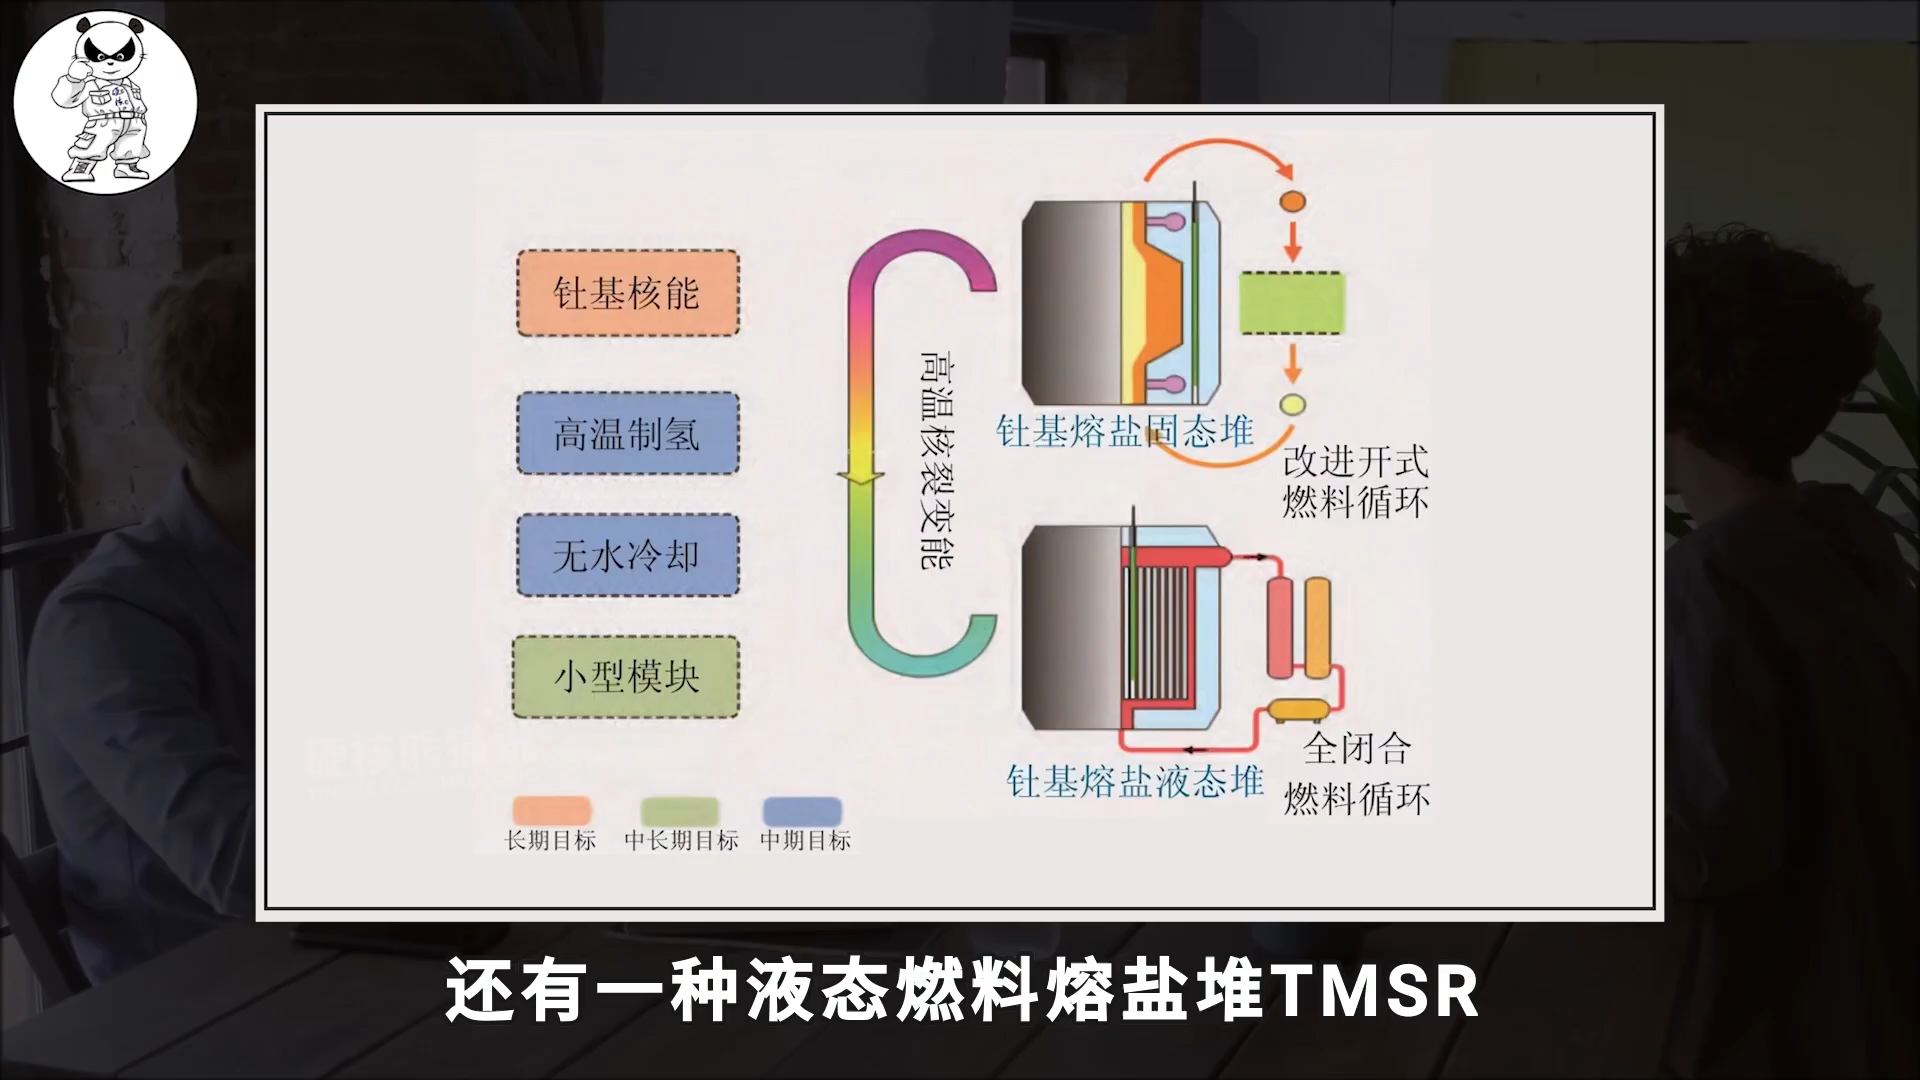 钍基核能
高温制氢
无水冷却
小型模块
长期目标
中长期目标
中期目标
高温核裂变能
钍基熔盐固态堆
改进开式
燃料循环
钍基熔盐液态堆
全闭合
燃料循环
还有一种液态燃料熔盐堆TMSR